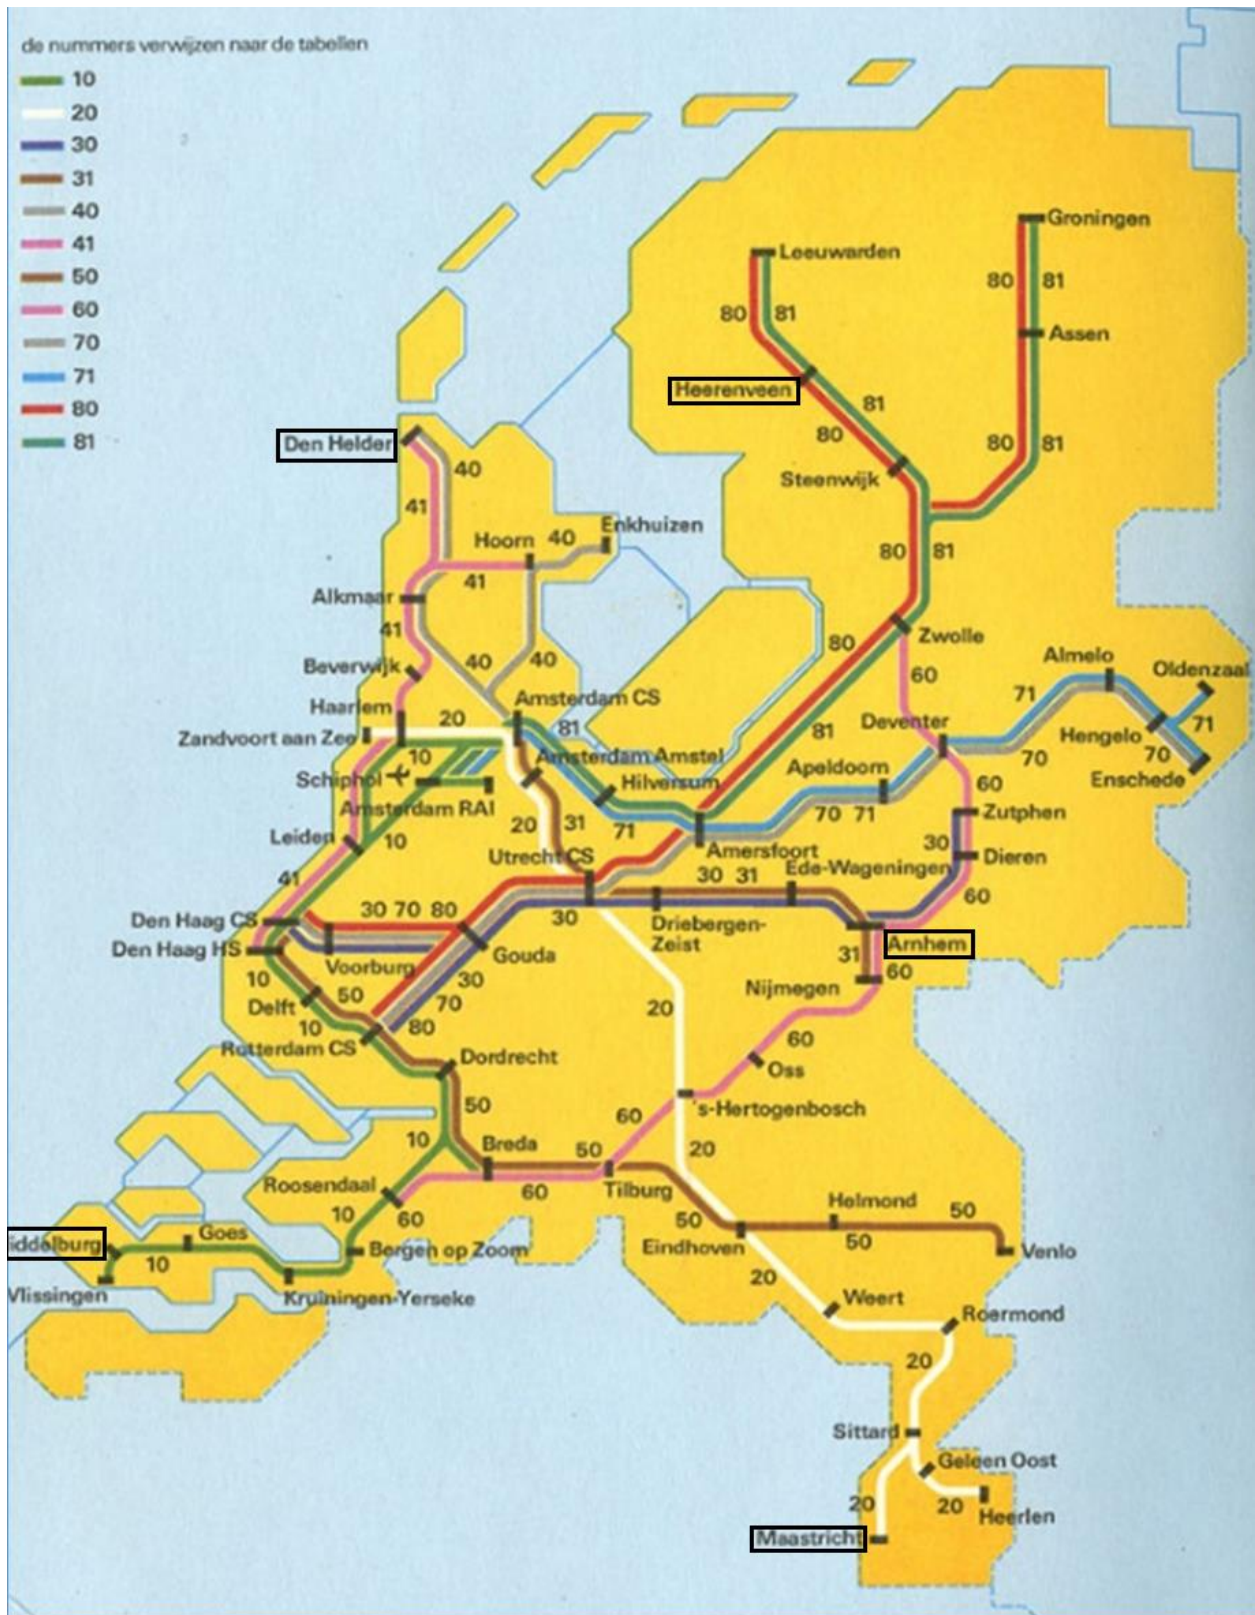 de nummers verwijzen naar de tabellen
10
20
30
31
40
41
50
60
70
71
80
81
Groningen
Leeuwarden
80 81
80 81
Assen
Heerenveen
81
80
80 81
Den Helder
40
Steenwijk
41
Enkhuizen
Hoorn 40
80 81
41
Alkmaar
41
Zwolle
80
40 40
Almelo
Beverwijk
Oldenzaal
60
Amsterdam CS
71
Haarlem
20
Deventer
71
81
81
Zandvoort aan Zee
Hengelo
70
10
Amsterdam Amstel
70
Apeldoorn
Schiphol
Hilversum
Enschede
60
Amsterdam RAI
Zutphen
70 71
20 31
71
Leiden
10
30
Amersfoort
Utrecht CS
Dieren
Ede-Wageningen
30 31
41
60
30 70 80
Den Haag CS
30
Driebergen-
Zeist
Arnhem
Den Haag HS
Gouda
31
Voorburg
60
10
30
Nijmegen
50
70
Delft
20
10
80
60
Rotterdam CS
Dordrecht
Oss
50
's-Hertogenbosch
60
10
Breda
50
20
Roosendaal
Tilburg
60
Helmond
10
60
50
50
Goes
iddelburg
Eindhoven
50
Bergen op Zoom
Venlo
10
20
Vlissingen
Kruiningen-Yerseke
Weert
Roermond
20
Sittard
Geleen Oost
20
20
Heerlen
Maastricht